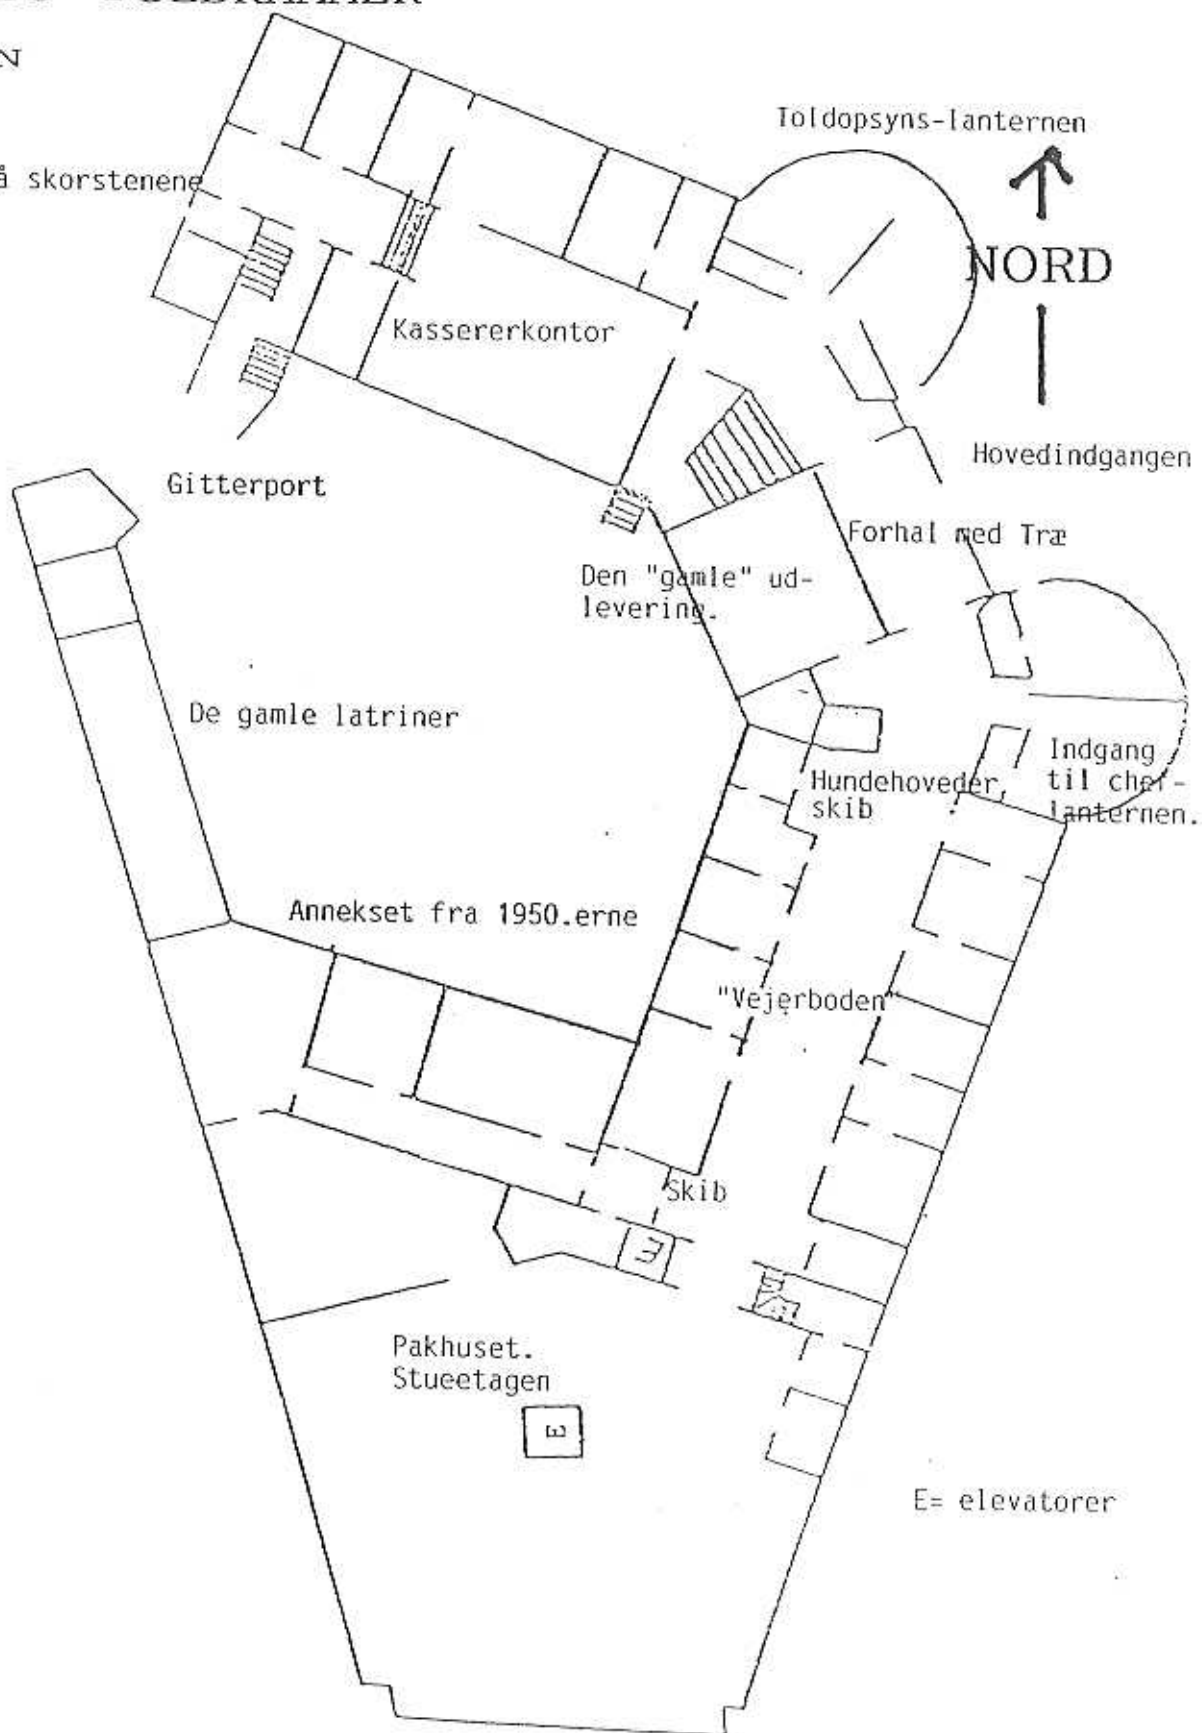 Toldopsyns-lanternen
å skorstenene
NORD
Kassererkontor
Hovedindgangen
Gitterport
Forhal med Træ
Den "gamle" ud-
levering.
De gamle latriner
Indgang
til chef-
lanternen.
Hundehoveder,
skib
Annekset fra 1950.erne
"Vejerboden"
Skib
E
Pakhuset.
Stueetagen
E
E= elevatorer